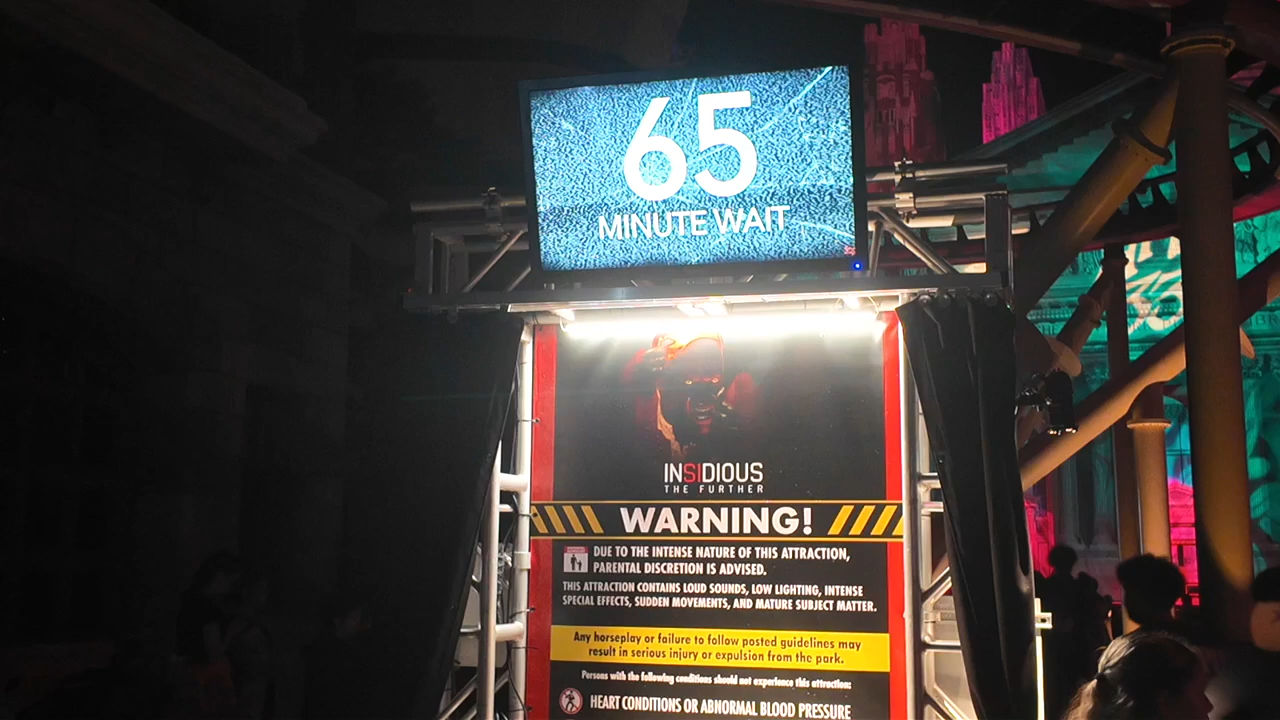 65
MINUTE WAIT
INSIDIOUS
THE FURTHER
WARNING!
DUE TO THE INTENSE NATURE OF THIS ATTRACTION,
PARENTAL DISCRETION IS ADVISED.
THIS ATTRACTION CONTAINS LOUD SOUNDS, LOW LIGHTING, INTENSE
SPECIAL EFFECTS, SUDDEN MOVEMENTS, AND MATURE SUBJECT MATTER.
Any horseplay or failure to follow posted guidelines may
result in serious injury or expulsion from the park.
Persons with the following conditions should not experience this attraction:
HEART CONDITIONS OR ABNORMAL BLOOD PRESSURE